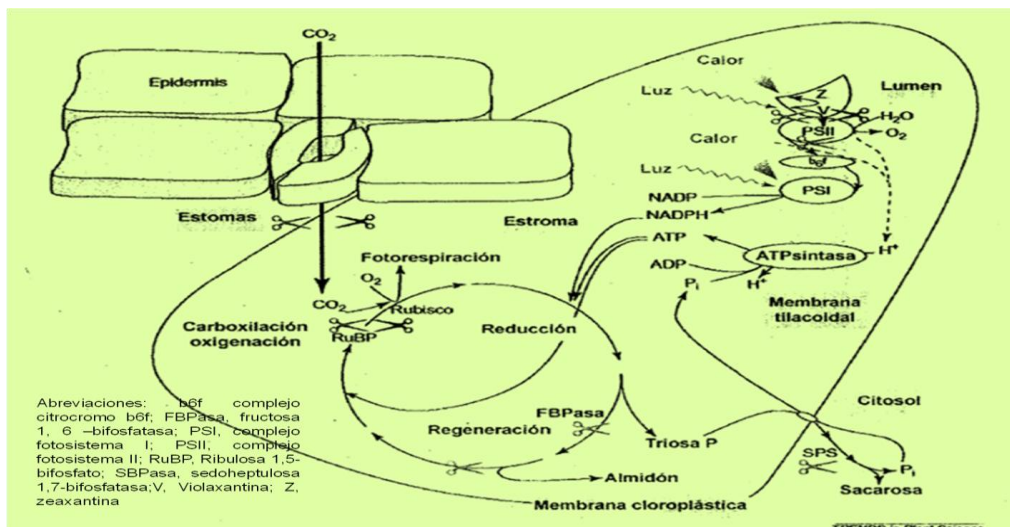 CO2
Epidermis
Calor
Luz
Z
V
Lumen
H2O
PSII
O2
Calor
b6f
Luz
PSI
NADP
NADPH
Estomas
Estroma
ATP
ATPsintasa
H+
ADP
Pi
H+
Fotorespiración
O2
CO2
Rubisco
Membrana
tilacoidal
Carboxilación
oxigenación
RuBP
Reducción
Abreviaciones: b6f complejo
citrocromo b6f; FBPasa, fructosa
1, 6 –bifosfatasa; PSI, complejo
fotosistema I; PSII, complejo
fotosistema II; RuBP, Ribulosa 1,5-
bifosfato; SBPasa, sedoheptulosa
1,7-bifosfatasa;V, Violaxantina; Z,
zeaxantina
FBPasa
Regeneración
Triosa P
Citosol
SPS
Pi
Almidón
Sacarosa
Membrana cloroplástica